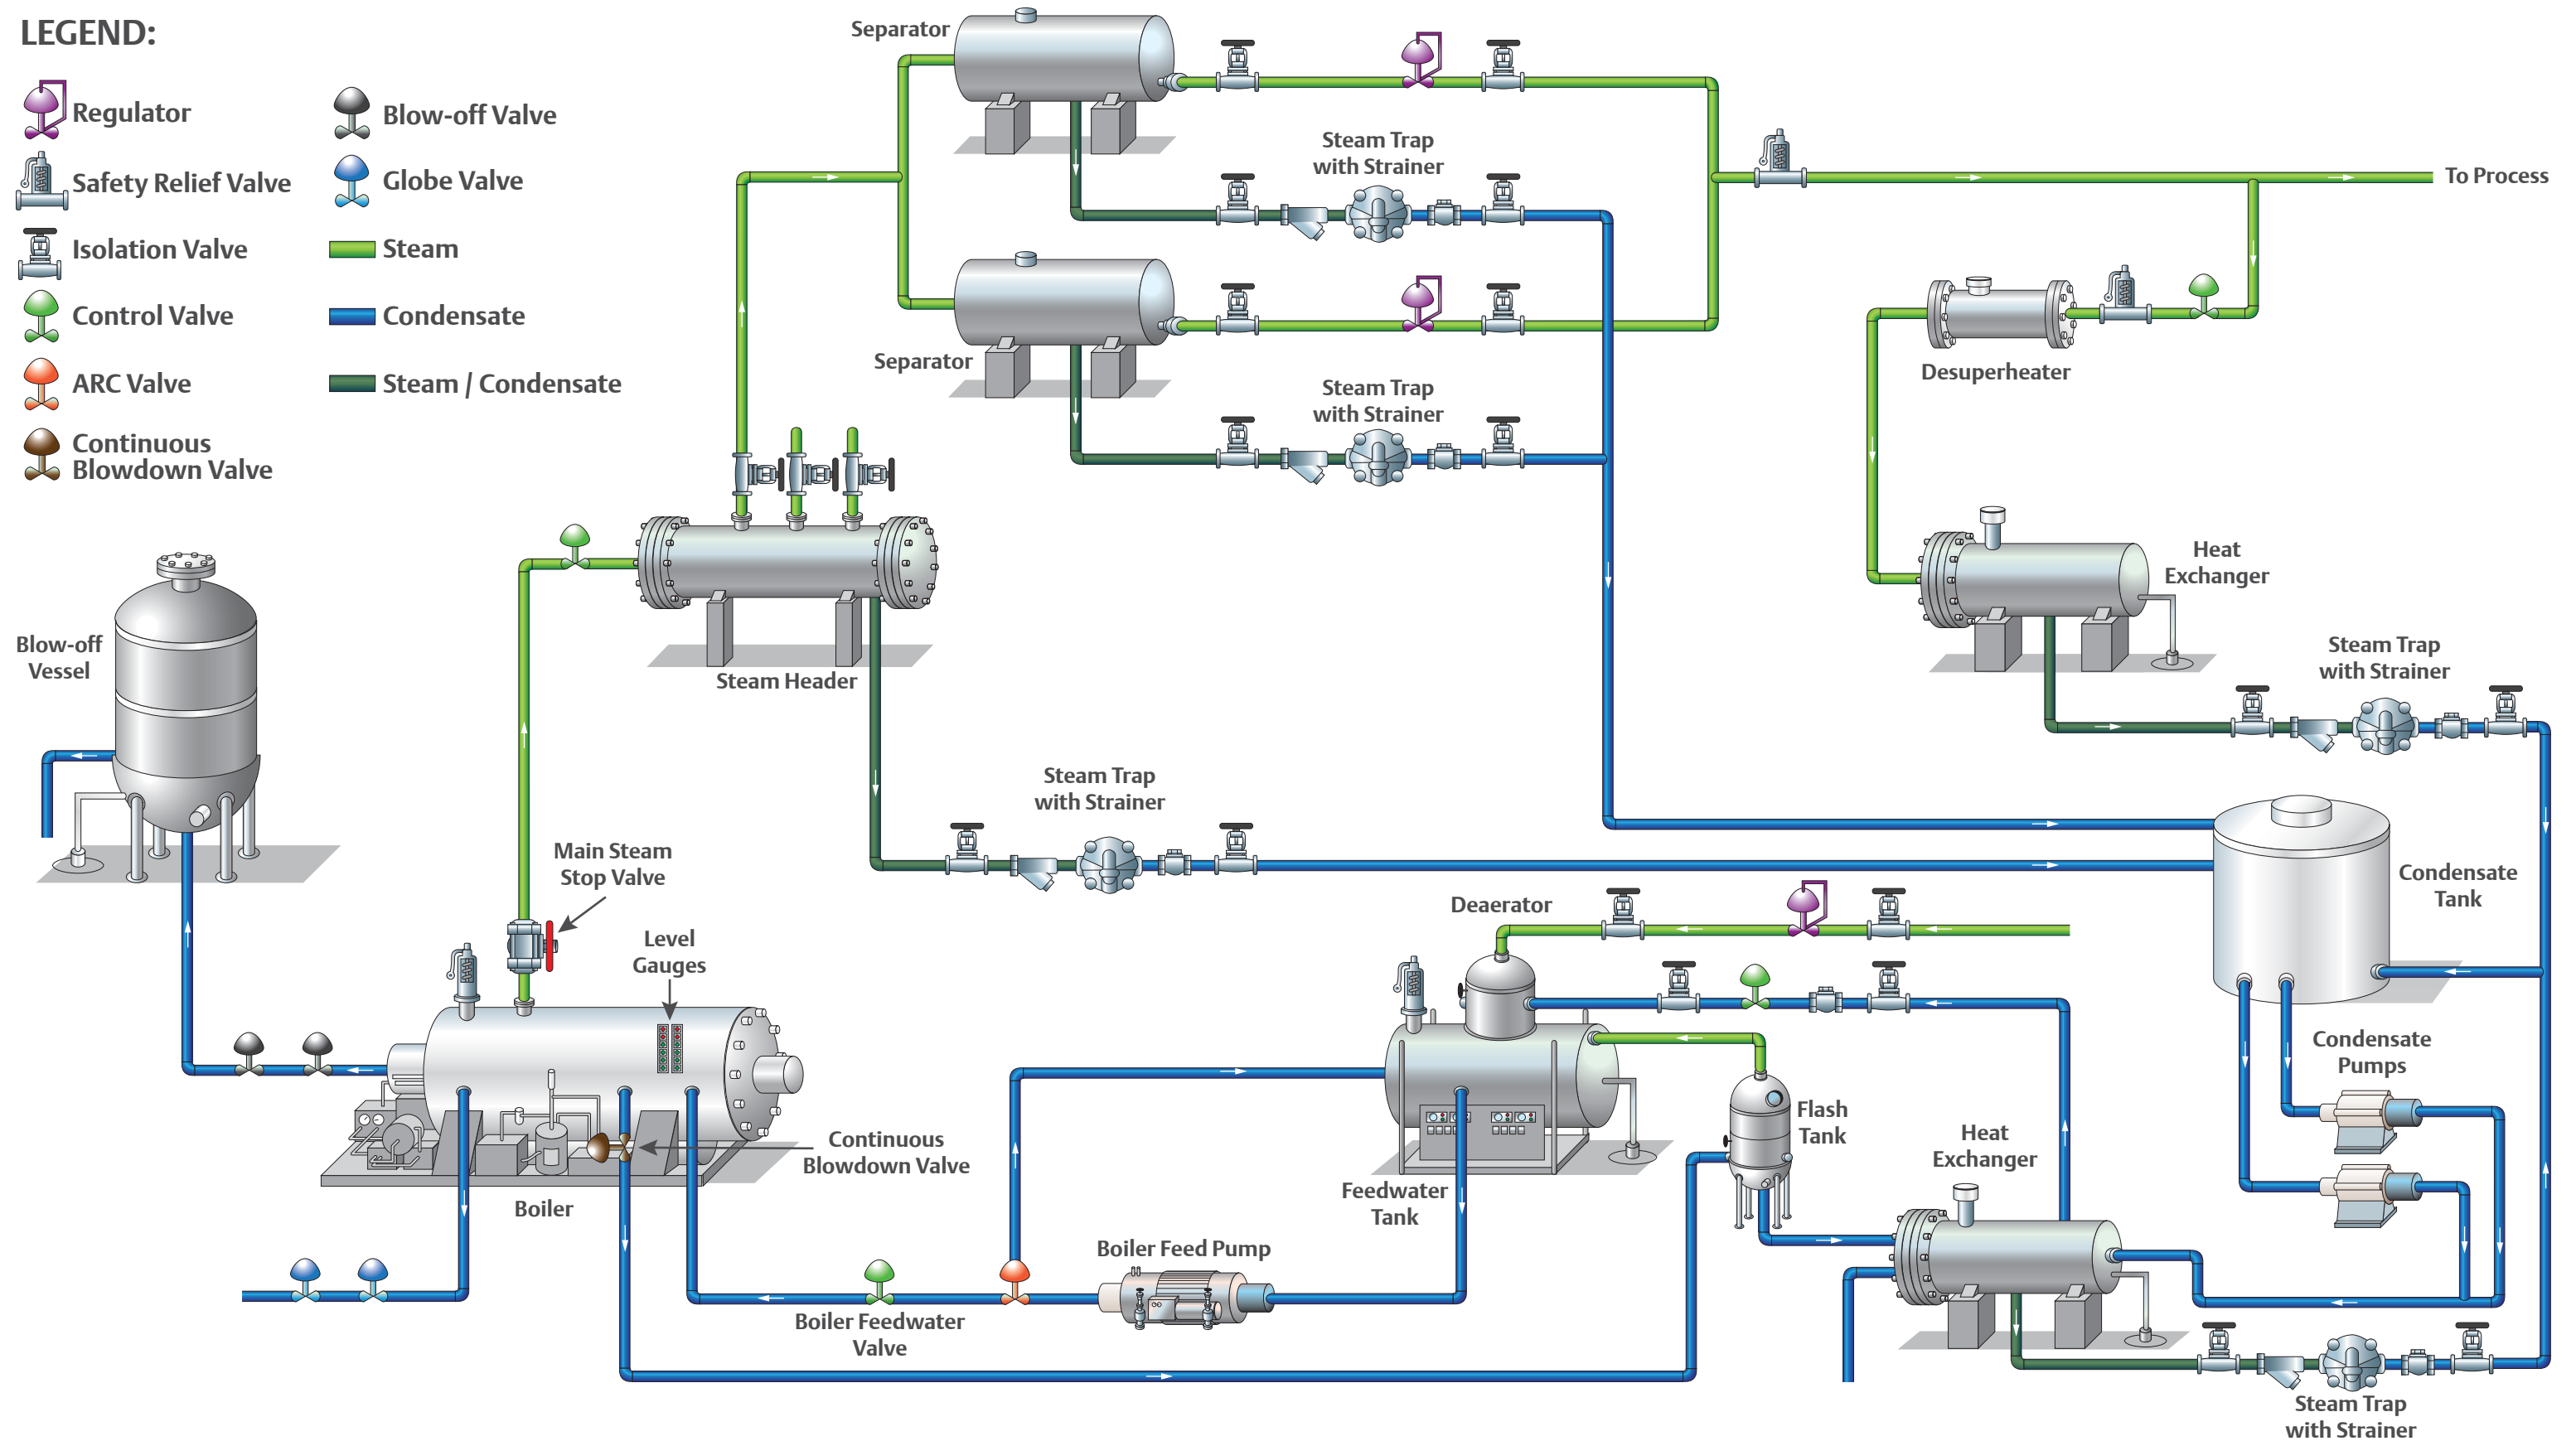 LEGEND:
Regulator
Safety Relief Valve
Isolation Valve
Control Valve
ARC Valve
Continuous
Blowdown Valve
Blow-off Valve
Globe Valve
Steam
Condensate
Steam / Condensate
Separator
Steam Trap
with Strainer
To Process
Separator
Steam Trap
with Strainer
Desuperheater
Heat
Exchanger
Steam Trap
with Strainer
Blow-off
Vessel
Steam Header
Steam Trap
with Strainer
Main Steam
Stop Valve
Level
Gauges
Deaerator
Condensate
Tank
Condensate
Pumps
Flash
Tank
Heat
Exchanger
Continuous
Blowdown Valve
Boiler
Feedwater
Tank
Boiler Feed Pump
Boiler Feedwater
Valve
Steam Trap
with Strainer